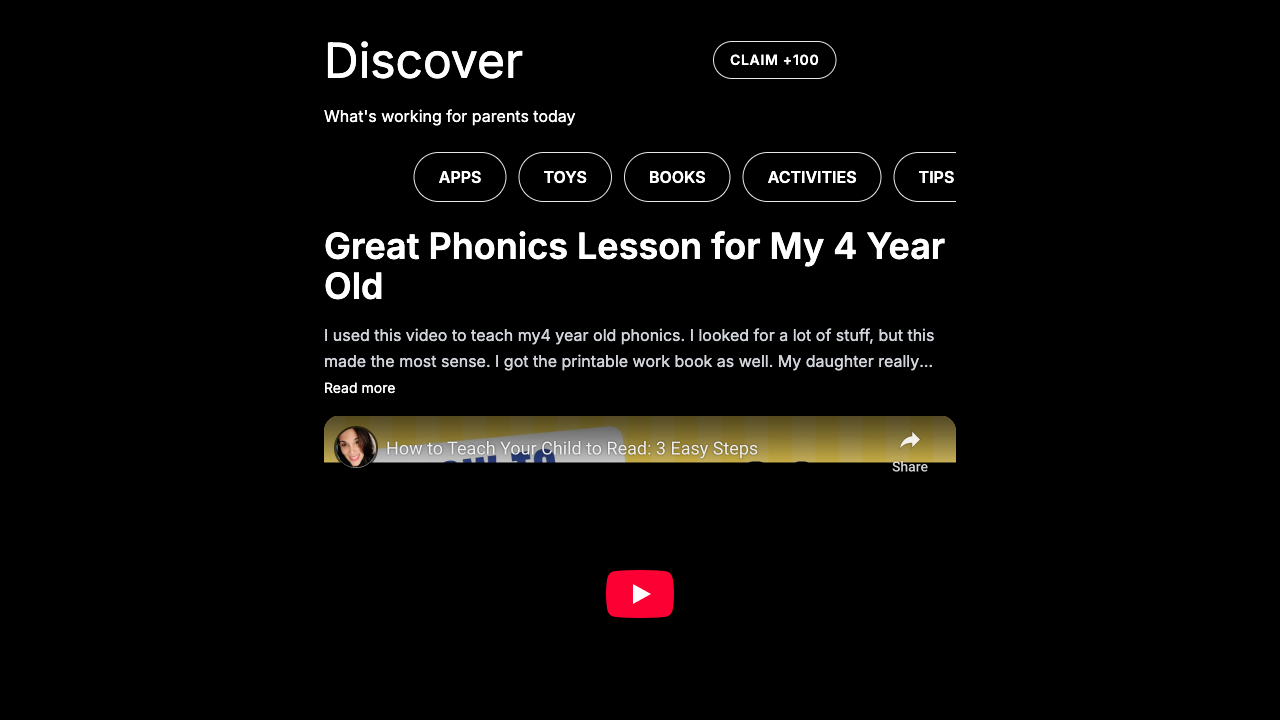 Discover
CLAIM +100
What's working for parents today
APPS
TOYS
BOOKS
ACTIVITIES
TIPS
Great Phonics Lesson for My 4 Year
Old
I used this video to teach my4 year old phonics. I looked for a lot of stuff, but this
made the most sense. I got the printable work book as well. My daughter really...
Read more
How to Teach Your Child to Read: 3 Easy Steps
Share